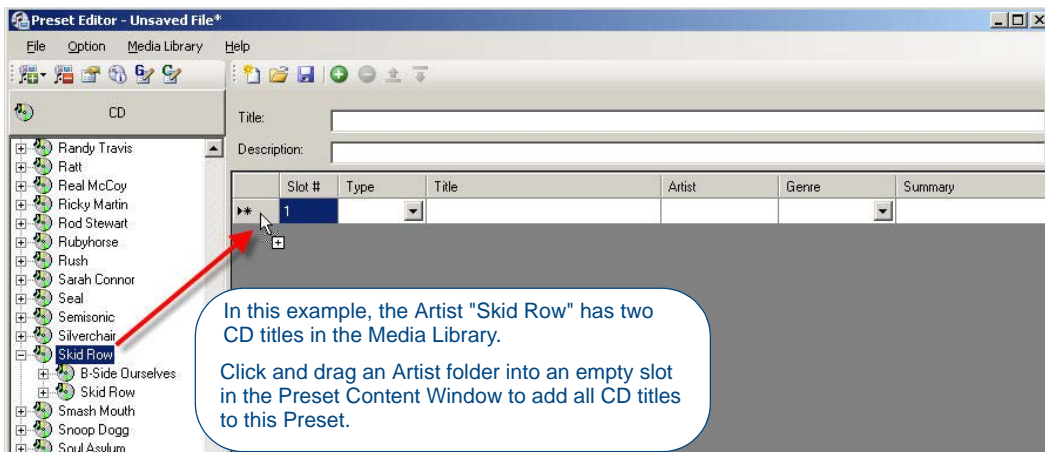 Preset Editor - Unsaved File*
File Option Media Library Help
CD
Title:
Description:
Randy Travis
Ratt
Real McCoy
Ricky Martin
Rod Stewart
Rubyhorse
Rush
Sarah Connor
Seal
Semisonic
Silverchair
Skid Row
B-Side Ourselves
Skid Row
Smash Mouth
Snoop Dogg
Soul Asylum
Slot # Type Title Artist Genre Summary
1
In this example, the Artist "Skid Row" has two
CD titles in the Media Library.
Click and drag an Artist folder into an empty slot
in the Preset Content Window to add all CD titles
to this Preset.